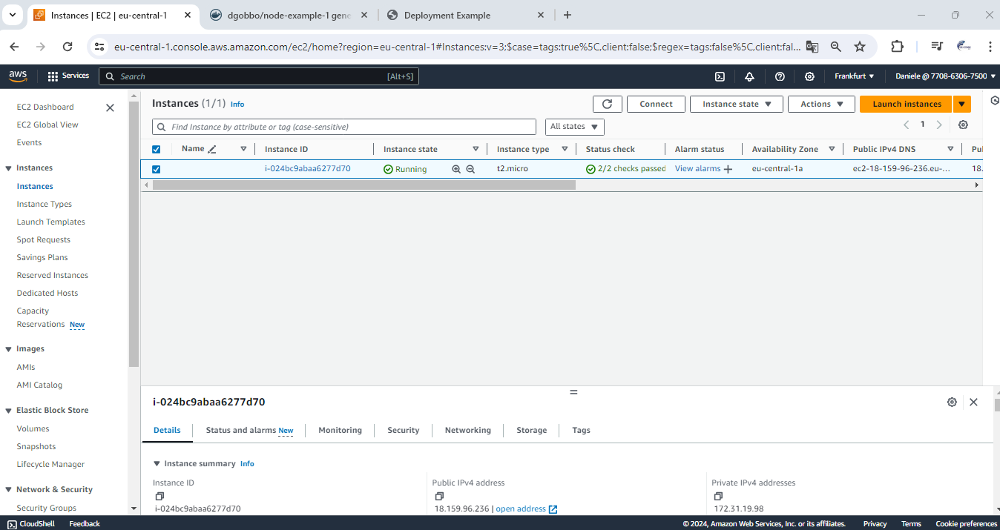 Instances | EC2 | eu-central-1
dgobbo/node-example-1 gene
Deployment Example
eu-central-1.console.aws.amazon.com/ec2/home?region=eu-central-1#Instances:v=3;$case=tags:true%5C,client:false;$regex=tags:false%5C,client:fal...
aws
Services
Search
[Alt+S]
Frankfurt
Daniele @ 7708-6306-7500
EC2 Dashboard
EC2 Global View
Events
Instances
Instances
Instance Types
Launch Templates
Spot Requests
Savings Plans
Reserved Instances
Dedicated Hosts
Capacity
Reservations New
Images
AMIs
AMI Catalog
Elastic Block Store
Volumes
Snapshots
Lifecycle Manager
Network & Security
Security Groups
Instances (1/1) Info
Connect
Instance state
Actions
Launch instances
Find Instance by attribute or tag (case-sensitive)
All states
1
Name
Instance ID
Instance state
Instance type
Status check
Alarm status
Availability Zone
Public IPv4 DNS
Pul
i-024bc9abaa6277d70
Running
t2.micro
2/2 checks passed
View alarms
eu-central-1a
ec2-18-159-96-236.eu-...
18.
i-024bc9abaa6277d70
Details
Status and alarms New
Monitoring
Security
Networking
Storage
Tags
Instance summary Info
Instance ID
i-024bc9abaa6277d70
Public IPv4 address
18.159.96.236 | open address
Private IPv4 addresses
172.31.19.98
CloudShell
Feedback
© 2024, Amazon Web Services, Inc. or its affiliates.
Privacy
Terms
Cookie preferences